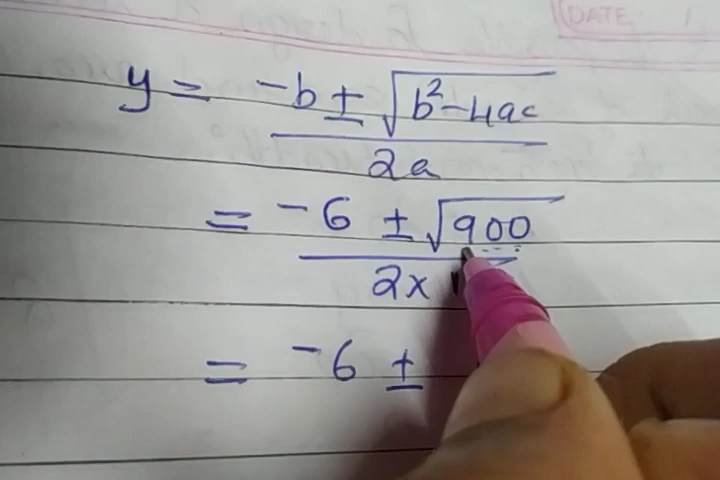 DATE
y = -b ± √b²-4ac
2a
= -6 ± √900
2x
= -6 ±